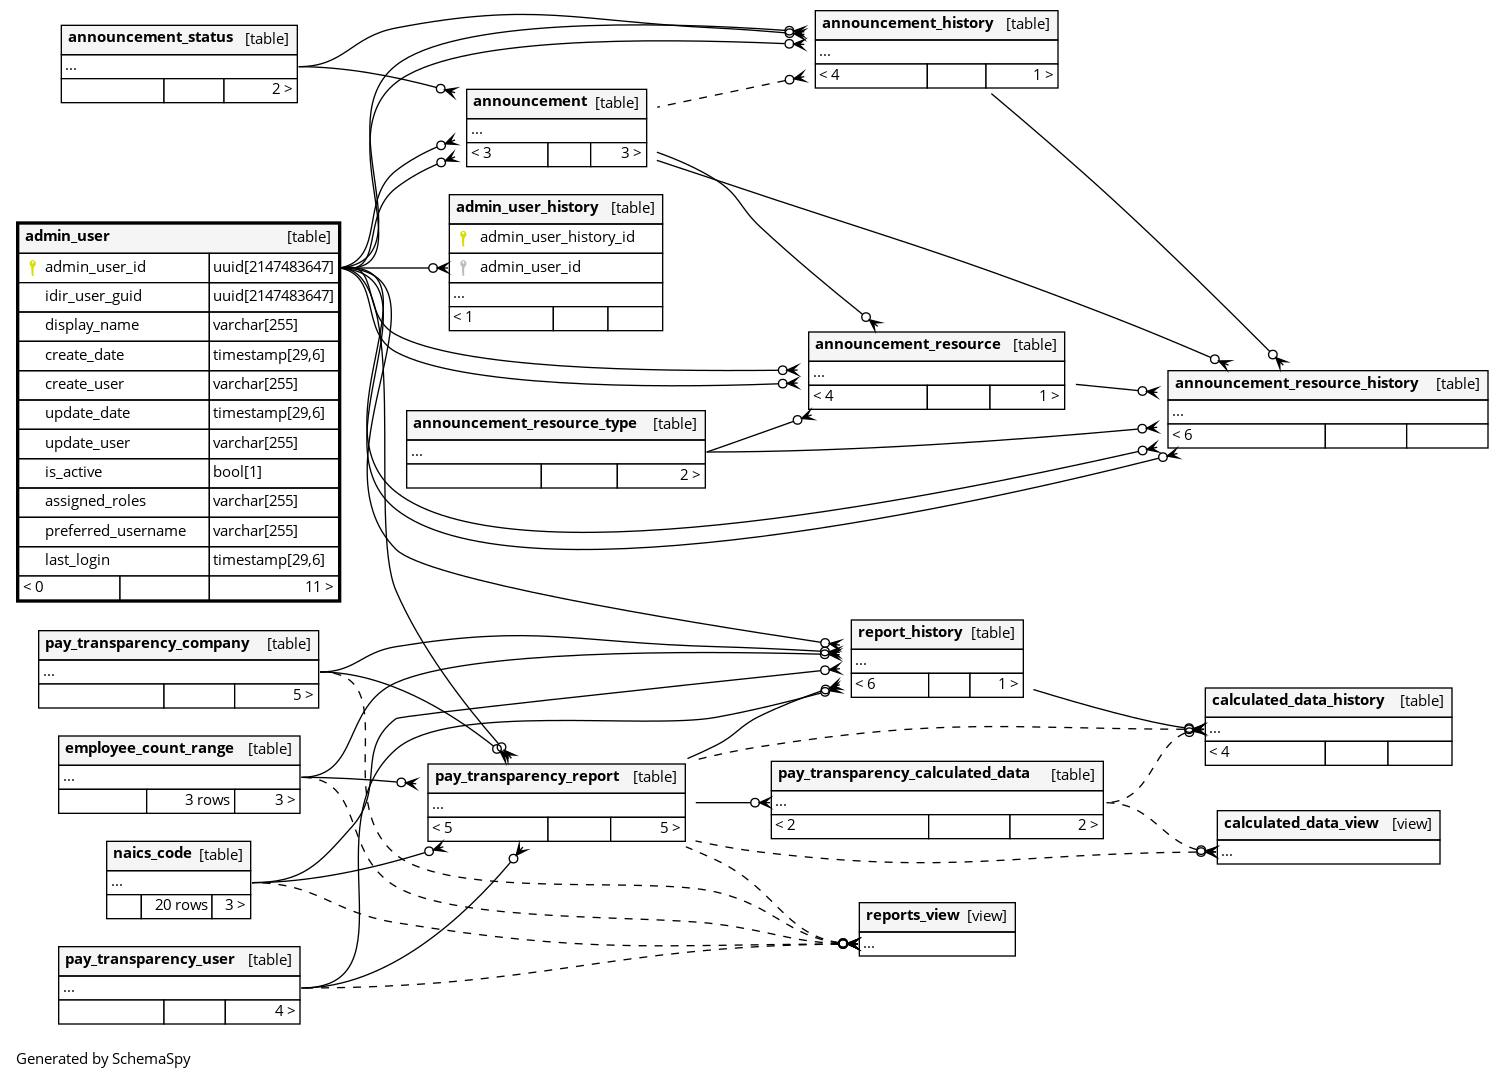 announcement_status [table]
...
2 >
announcement_history [table]
...
< 4 1 >
announcement [table]
...
< 3 3 >
admin_user_history [table]
admin_user_history_id
admin_user_id
...
< 1
admin_user [table]
admin_user_id uuid[2147483647]
idir_user_guid uuid[2147483647]
display_name varchar[255]
create_date timestamp[29,6]
create_user varchar[255]
update_date timestamp[29,6]
update_user varchar[255]
is_active bool[1]
assigned_roles varchar[255]
preferred_username varchar[255]
last_login timestamp[29,6]
< 0 11 >
announcement_resource [table]
...
< 4 1 >
announcement_resource_history [table]
...
< 6
announcement_resource_type [table]
...
2 >
pay_transparency_company [table]
...
5 >
report_history [table]
...
< 6 1 >
calculated_data_history [table]
...
< 4
employee_count_range [table]
...
3 rows 3 >
pay_transparency_report [table]
...
< 5 5 >
pay_transparency_calculated_data [table]
...
< 2 2 >
calculated_data_view [view]
...
naics_code [table]
...
20 rows 3 >
reports_view [view]
...
pay_transparency_user [table]
...
4 >
Generated by SchemaSpy